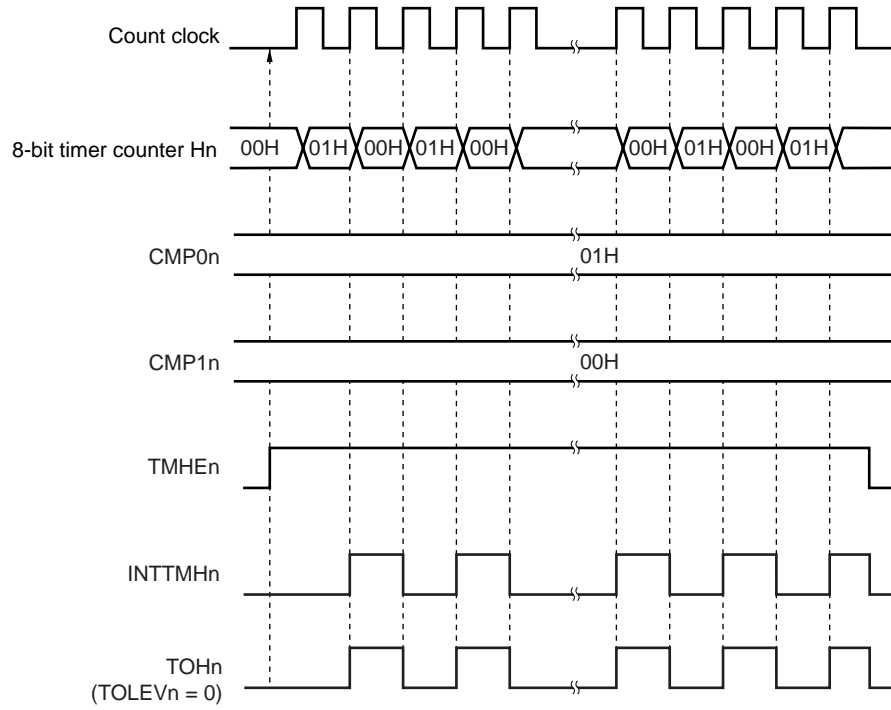 Count clock
8-bit timer counter Hn
00H 01H 00H 01H 00H 00H 01H 00H 01H
CMP0n
01H
CMP1n
00H
TMHEn
INTTMHn
TOHn
(TOLEVn = 0)